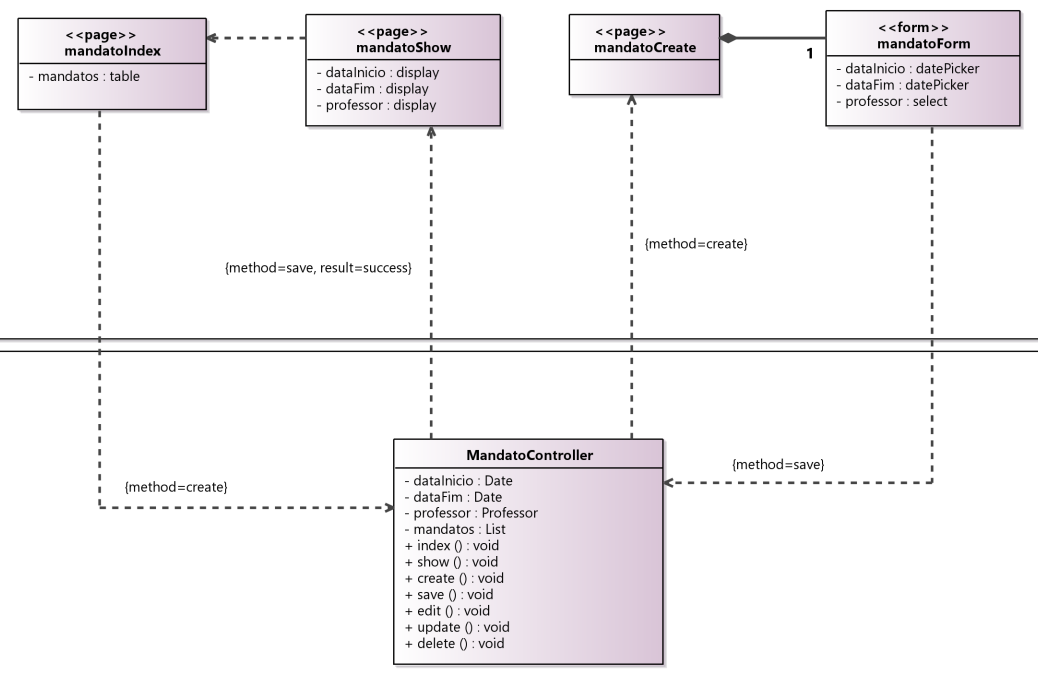 <<page>>
mandatoIndex
- mandatos : table
<<page>>
mandatoShow
- dataInicio : display
- dataFim : display
- professor : display
<<page>>
mandatoCreate
1
<<form>>
mandatoForm
- dataInicio : datePicker
- dataFim : datePicker
- professor : select
{method=create}
{method=save, result=success}
{method=save}
{method=create}
MandatoController
- dataInicio : Date
- dataFim : Date
- professor : Professor
- mandatos : List
+ index () : void
+ show () : void
+ create () : void
+ save () : void
+ edit () : void
+ update () : void
+ delete () : void